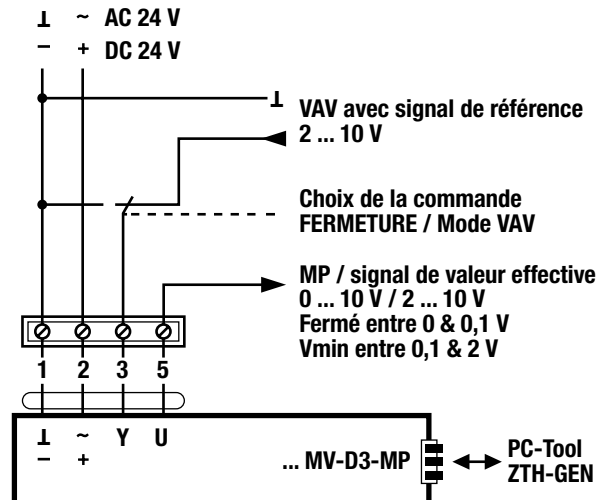 ⊥ ~ AC 24 V
− + DC 24 V
⊥ VAV avec signal de référence
2 ... 10 V
Choix de la commande
FERMETURE / Mode VAV
MP / signal de valeur effective
0 ... 10 V / 2 ... 10 V
Fermé entre 0 & 0,1 V
Vmin entre 0,1 & 2 V
1 2 3 5
⊥ ~ Y U
− +
... MV-D3-MP
PC-Tool
ZTH-GEN